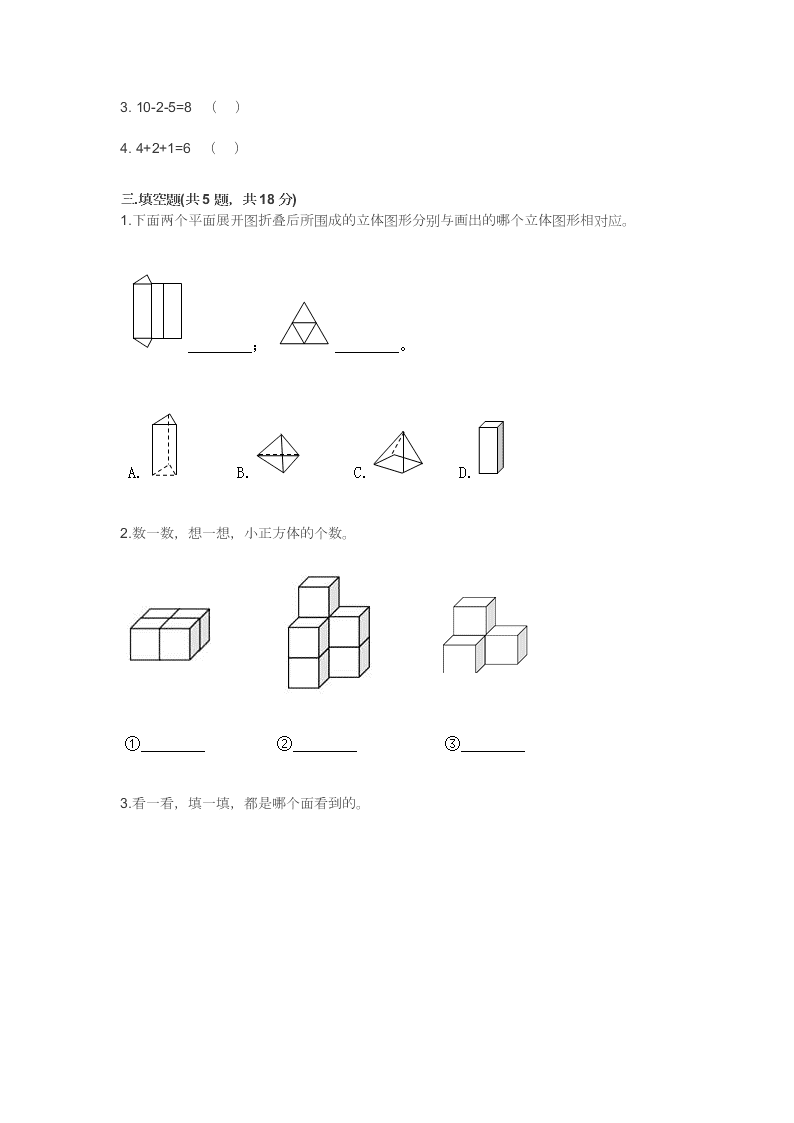 3. 10-2-5=8 （ ）
4. 4+2+1=6 （ ）
三.填空题(共5题，共18分)
1.下面两个平面展开图折叠后所围成的立体图形分别与画出的哪个立体图形相对应。
________； ________。
A. B. C. D.
2.数一数，想一想，小正方体的个数。
①________ ②________ ③________
3.看一看，填一填，都是哪个面看到的。